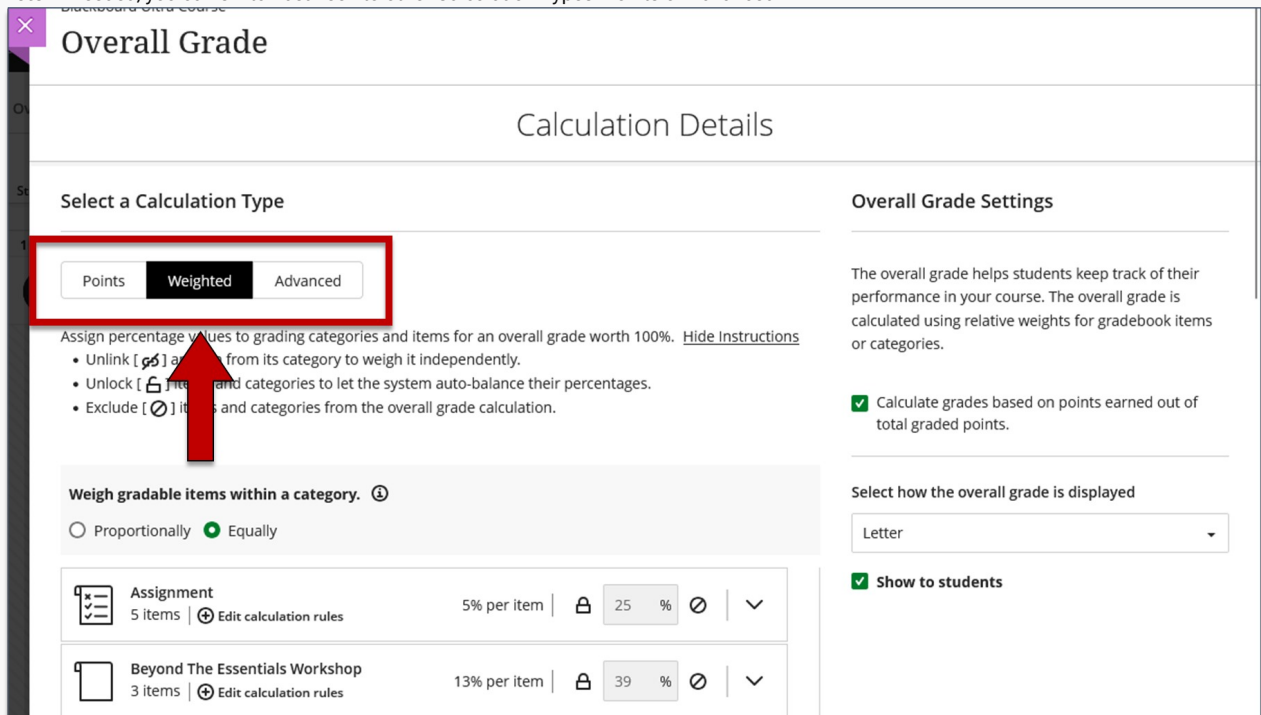 Overall Grade
Calculation Details
Select a Calculation Type
Points
Weighted
Advanced
Assign percentage values to grading categories and items for an overall grade worth 100%. Hide Instructions
• Unlink [ ] an from its category to weigh it independently.
• Unlock [ ] and categories to let the system auto-balance their percentages.
• Exclude [ ] and categories from the overall grade calculation.
Weigh gradable items within a category.
Proportionally
Equally
Assignment
5 items | Edit calculation rules
5% per item | 25 %
Beyond The Essentials Workshop
3 items | Edit calculation rules
13% per item | 39 %
Overall Grade Settings
The overall grade helps students keep track of their
performance in your course. The overall grade is
calculated using relative weights for gradebook items
or categories.
Calculate grades based on points earned out of
total graded points.
Select how the overall grade is displayed
Letter
Show to students